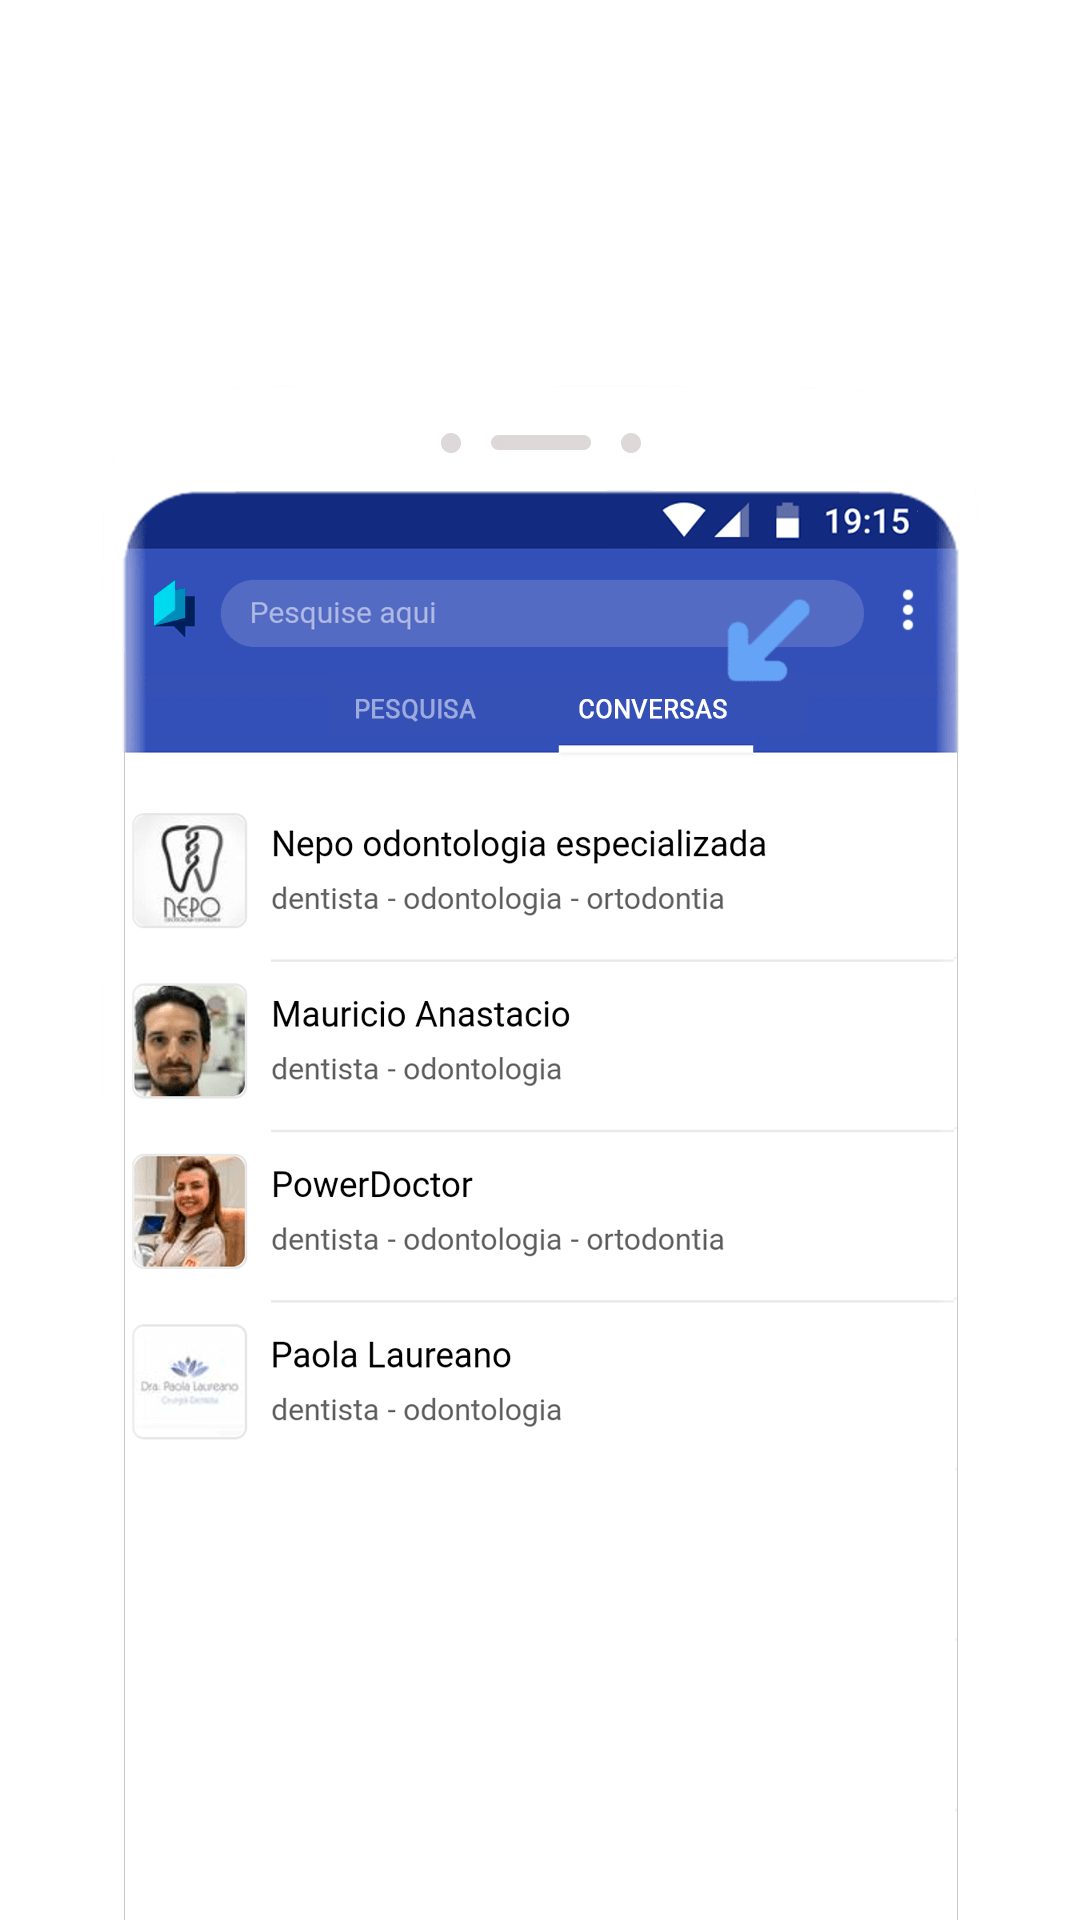 19:15
Pesquise aqui
PESQUISA CONVERSAS
Nepo odontologia especializada
dentista - odontologia - ortodontia
NEPO
Mauricio Anastacio
dentista - odontologia
PowerDoctor
dentista - odontologia - ortodontia
Paola Laureano
dentista - odontologia
Dra. Paola Laureano